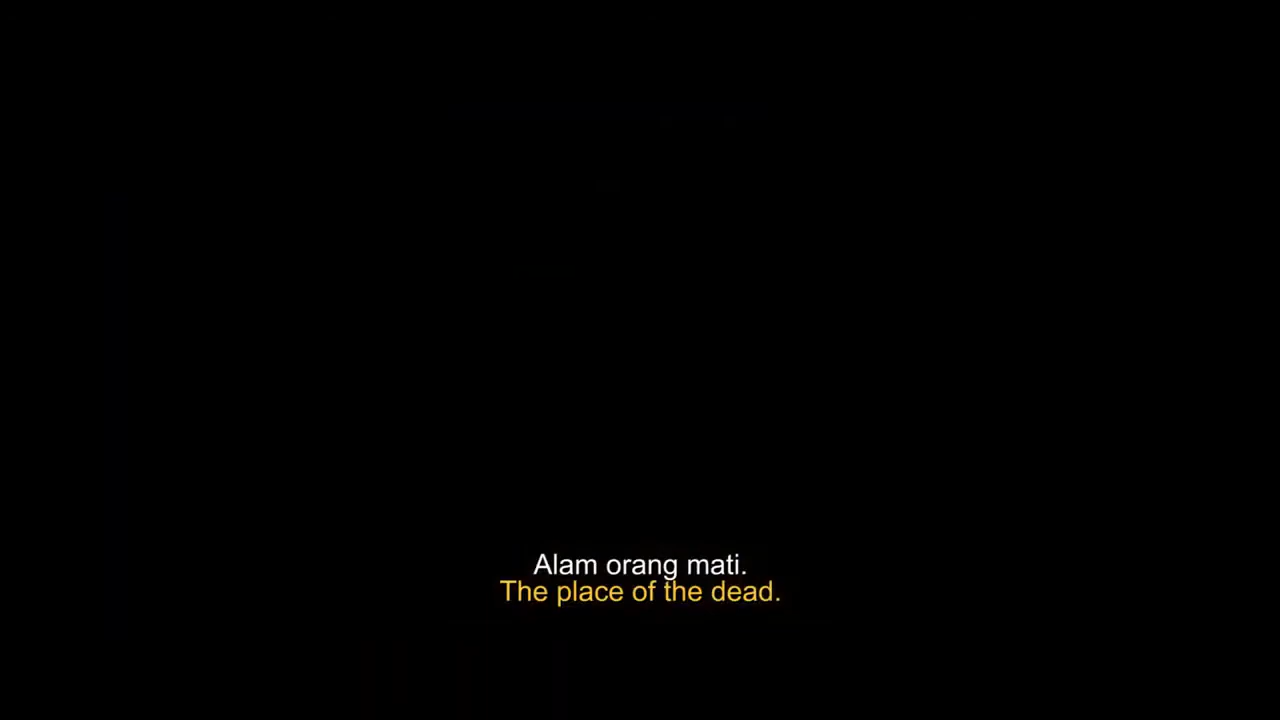 Alam orang mati.
The place of the dead.